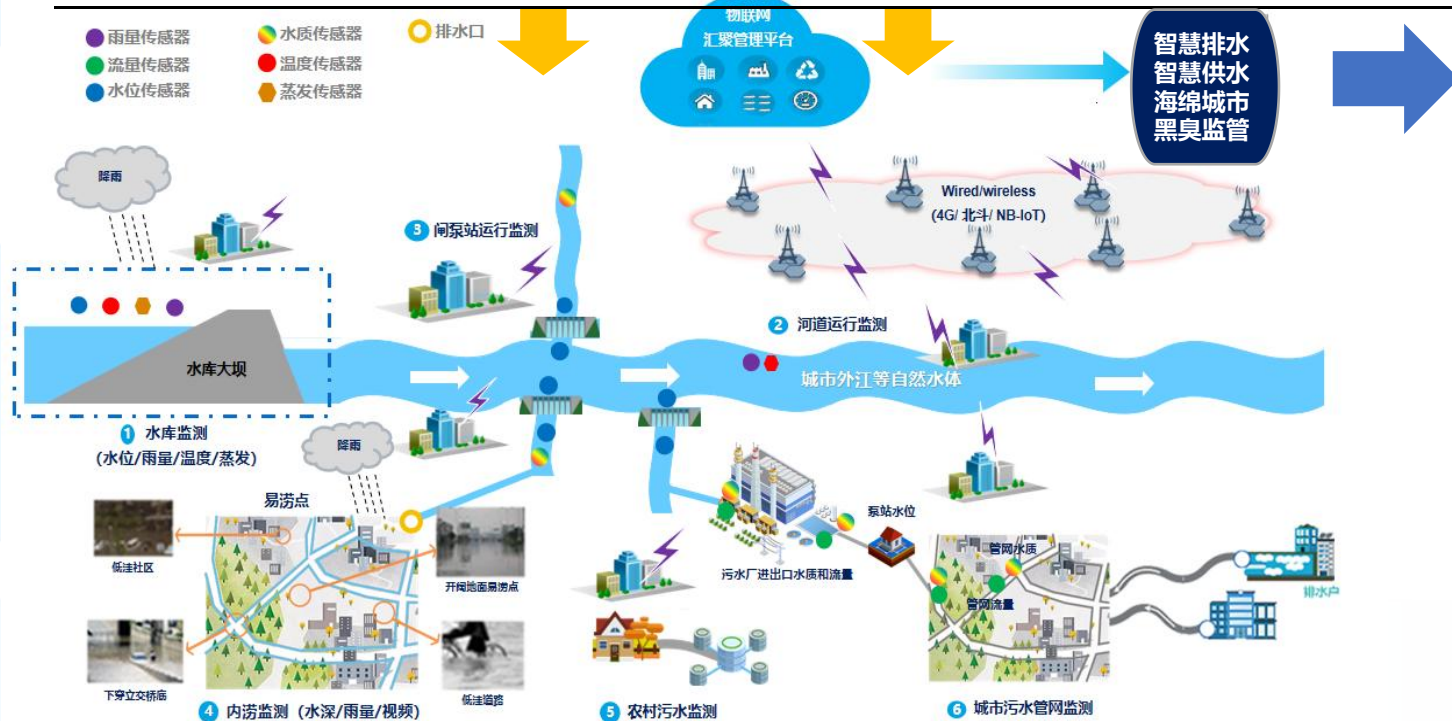 物联网
汇聚管理平台
雨量传感器
流量传感器
水位传感器
水质传感器
温度传感器
蒸发传感器
排水口
智慧排水
智慧供水
海绵城市
黑臭监管
降雨
Wired/wireless
(4G/ 北斗/ NB-IoT)
3 闸泵站运行监测
2 河道运行监测
水库大坝
城市外江等自然水体
1 水库监测
(水位/雨量/温度/蒸发)
降雨
易涝点
低洼社区
开阔地面易涝点
下穿立交桥底
低洼道路
4 内涝监测（水深/雨量/视频）
污水厂进出口水质和流量
泵站水位
5 农村污水监测
管网水质
管网流量
排水户
6 城市污水管网监测